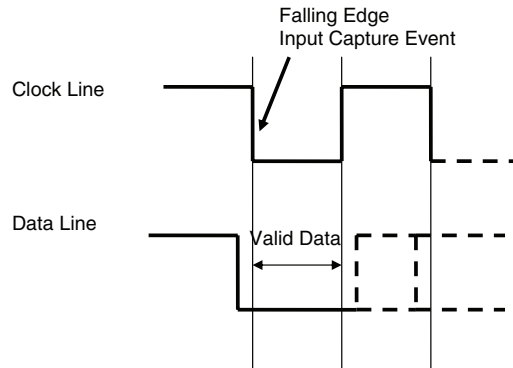 Falling Edge
Input Capture Event
Clock Line
Data Line
Valid Data